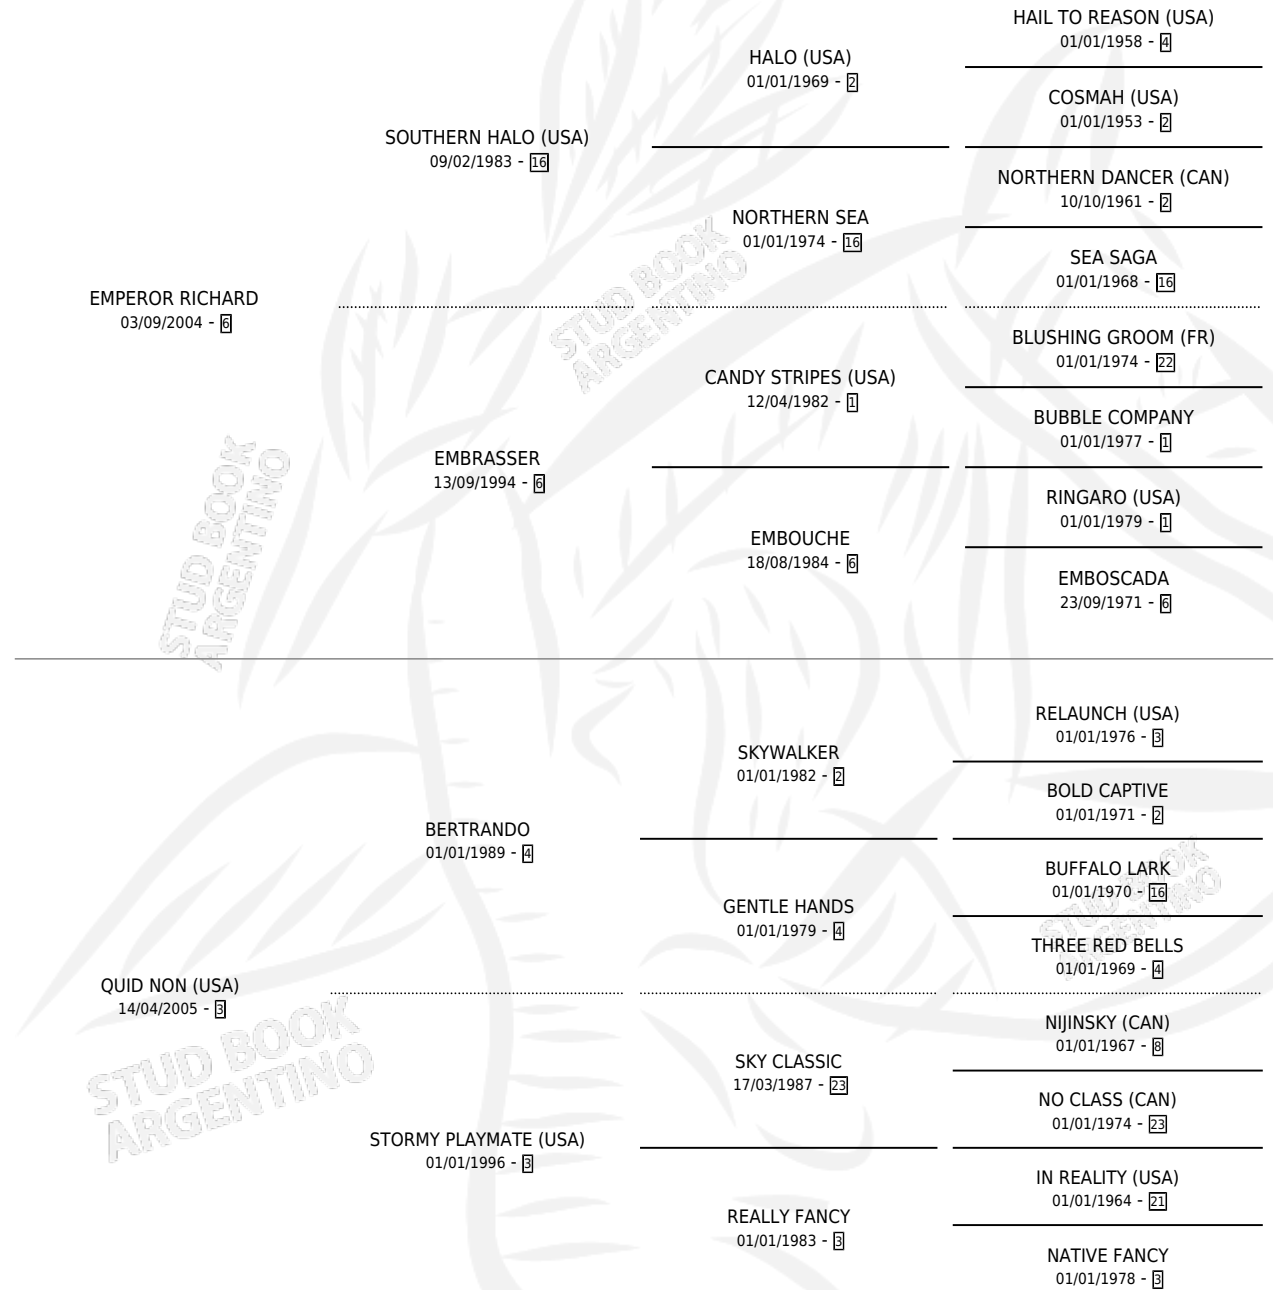 HAIL TO REASON (USA)
01/01/1958 - 4
HALO (USA)
01/01/1969 - 2
COSMAH (USA)
01/01/1953 - 2
SOUTHERN HALO (USA)
09/02/1983 - 16
NORTHERN DANCER (CAN)
10/10/1961 - 2
NORTHERN SEA
01/01/1974 - 16
SEA SAGA
01/01/1968 - 16
EMPEROR RICHARD
03/09/2004 - 6
BLUSHING GROOM (FR)
01/01/1974 - 22
CANDY STRIPES (USA)
12/04/1982 - 1
BUBBLE COMPANY
01/01/1977 - 1
EMBRASSER
13/09/1994 - 6
RINGARO (USA)
01/01/1979 - 1
EMBOUCHE
18/08/1984 - 6
EMBOSCADA
23/09/1971 - 6
RELAUNCH (USA)
01/01/1976 - 3
SKYWALKER
01/01/1982 - 2
BOLD CAPTIVE
01/01/1971 - 2
BERTRANDO
01/01/1989 - 4
BUFFALO LARK
01/01/1970 - 16
GENTLE HANDS
01/01/1979 - 4
THREE RED BELLS
01/01/1969 - 4
QUID NON (USA)
14/04/2005 - 3
NIJINSKY (CAN)
01/01/1967 - 8
SKY CLASSIC
17/03/1987 - 23
NO CLASS (CAN)
01/01/1974 - 23
STORMY PLAYMATE (USA)
01/01/1996 - 3
IN REALITY (USA)
01/01/1964 - 21
REALLY FANCY
01/01/1983 - 3
NATIVE FANCY
01/01/1978 - 3
STUD BOOK
ARGENTINO
STUD BOOK
ARGENTINO
STUD BOOK
ARGENTINO
STUD BOOK
ARGENTINO